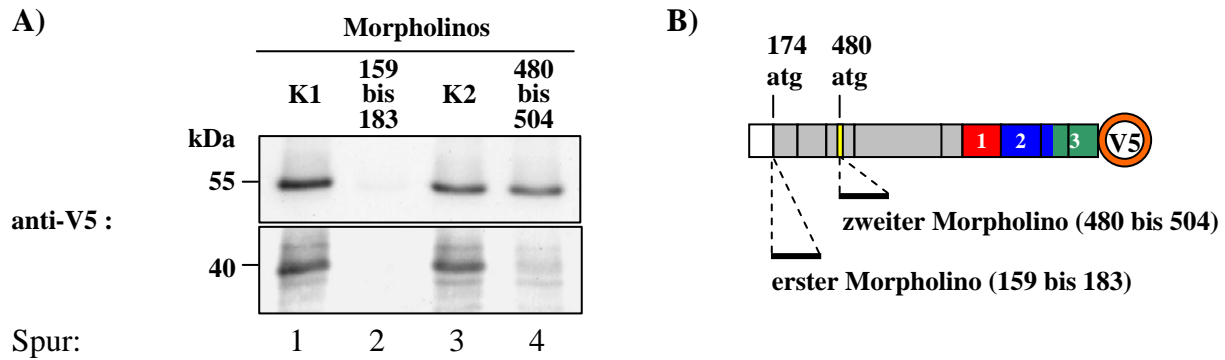 A)
Morpholinos
K1
159
bis
183
K2
480
bis
504
kDa
55
anti-V5 :
40
Spur: 1 2 3 4
B)
174 480
atg atg
1 2 3 V5
zweiter Morpholino (480 bis 504)
erster Morpholino (159 bis 183)